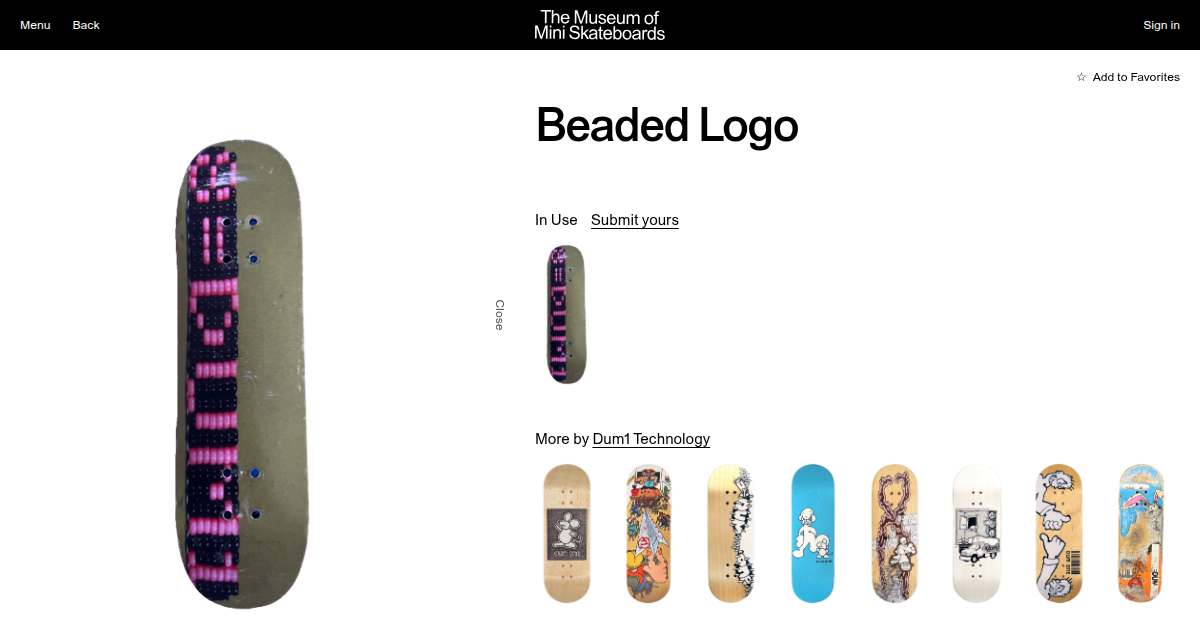 Menu
Back
The Museum of
Mini Skateboards
Sign in
☆ Add to Favorites
Beaded Logo
In Use Submit yours
Close
More by Dum1 Technology